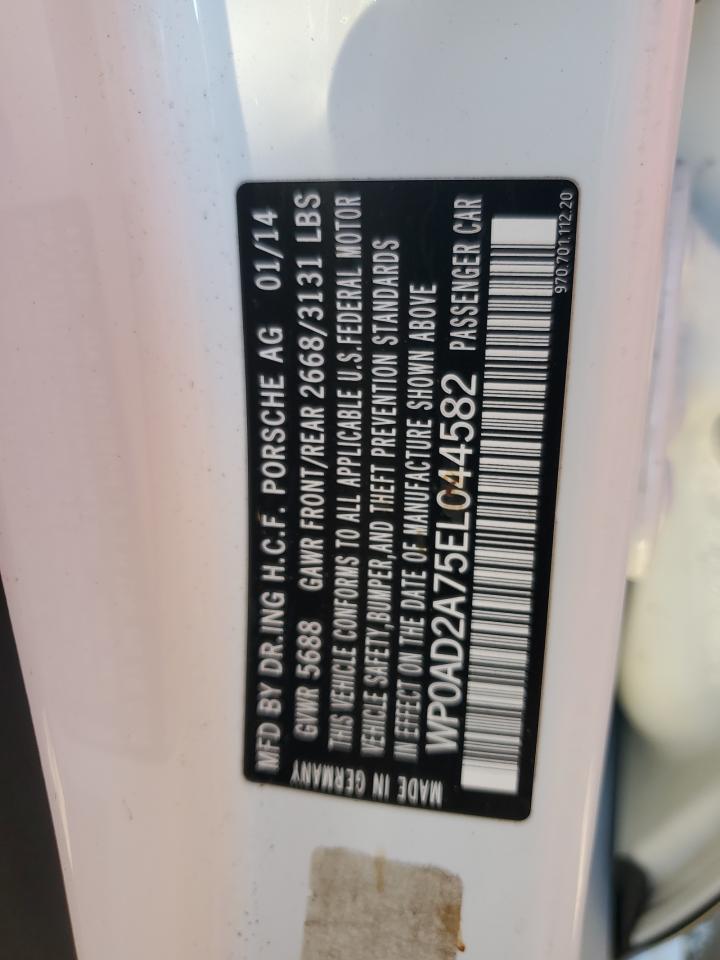 MFD BY DR.ING H.C.F. PORSCHE AG 01/14
GVWR 5688 GAWR FRONT/REAR 2668/3131 LBS
THIS VEHICLE CONFORMS TO ALL APPLICABLE U.S.FEDERAL MOTOR
VEHICLE SAFETY,BUMPER,AND THEFT PREVENTION STANDARDS
IN EFFECT ON THE DATE OF MANUFACTURE SHOWN ABOVE
WP0AD2A75EL044582 PASSENGER CAR
MADE IN GERMANY
970.701.112.20